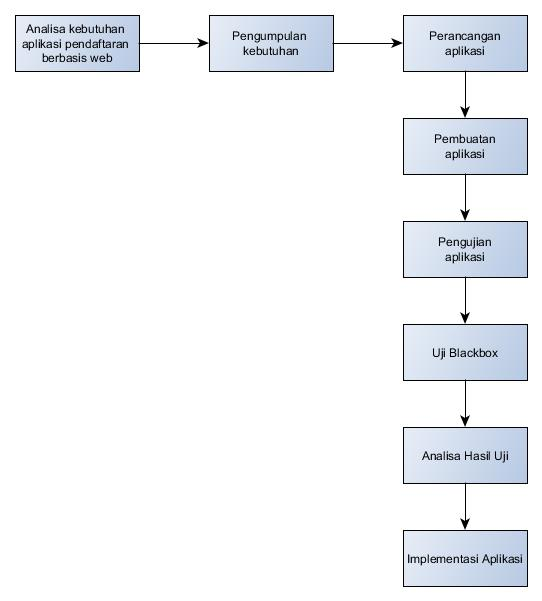 Analisa kebutuhan
aplikasi pendaftaran
berbasis web
Pengumpulan
kebutuhan
Perancangan
aplikasi
Pembuatan
aplikasi
Pengujian
aplikasi
Uji Blackbox
Analisa Hasil Uji
Implementasi Aplikasi